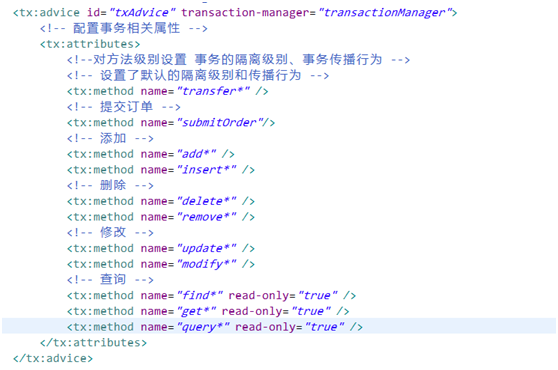 <tx:advice id="txAdvice" transaction-manager="transactionManager">
<!-- 配置事务相关属性 -->
<tx:attributes>
<!--对方法级别设置 事务的隔离级别、事务传播行为 -->
<!-- 设置了默认的隔离级别和传播行为 -->
<tx:method name="transfer*" />
<!-- 提交订单 -->
<tx:method name="submitOrder"/>
<!-- 添加 -->
<tx:method name="add*" />
<tx:method name="insert*" />
<!-- 删除 -->
<tx:method name="delete*" />
<tx:method name="remove*" />
<!-- 修改 -->
<tx:method name="update*" />
<tx:method name="modify*" />
<!-- 查询 -->
<tx:method name="find*" read-only="true" />
<tx:method name="get*" read-only="true" />
<tx:method name="query*" read-only="true" />
</tx:attributes>
</tx:advice>